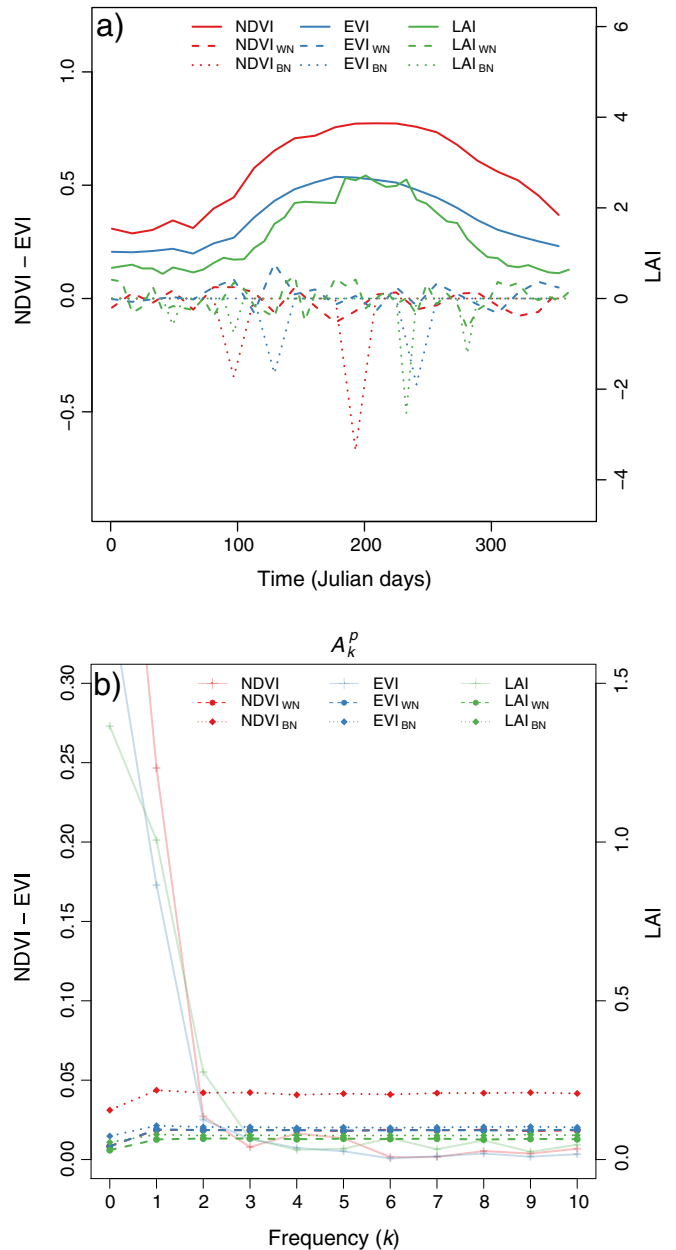 a)
NDVI EVI LAI
NDVI WN EVI WN LAI WN
NDVI BN EVI BN LAI BN
1.0
0.5
0.0
−0.5
NDVI − EVI
6
4
2
0
−2
−4
LAI
0 100 200 300
Time (Julian days)
A_k^p
b)
NDVI EVI LAI
NDVI WN EVI WN LAI WN
NDVI BN EVI BN LAI BN
0.30
0.25
0.20
0.15
0.10
0.05
0.00
NDVI − EVI
1.5
1.0
0.5
0.0
LAI
0 1 2 3 4 5 6 7 8 9 10
Frequency (k)